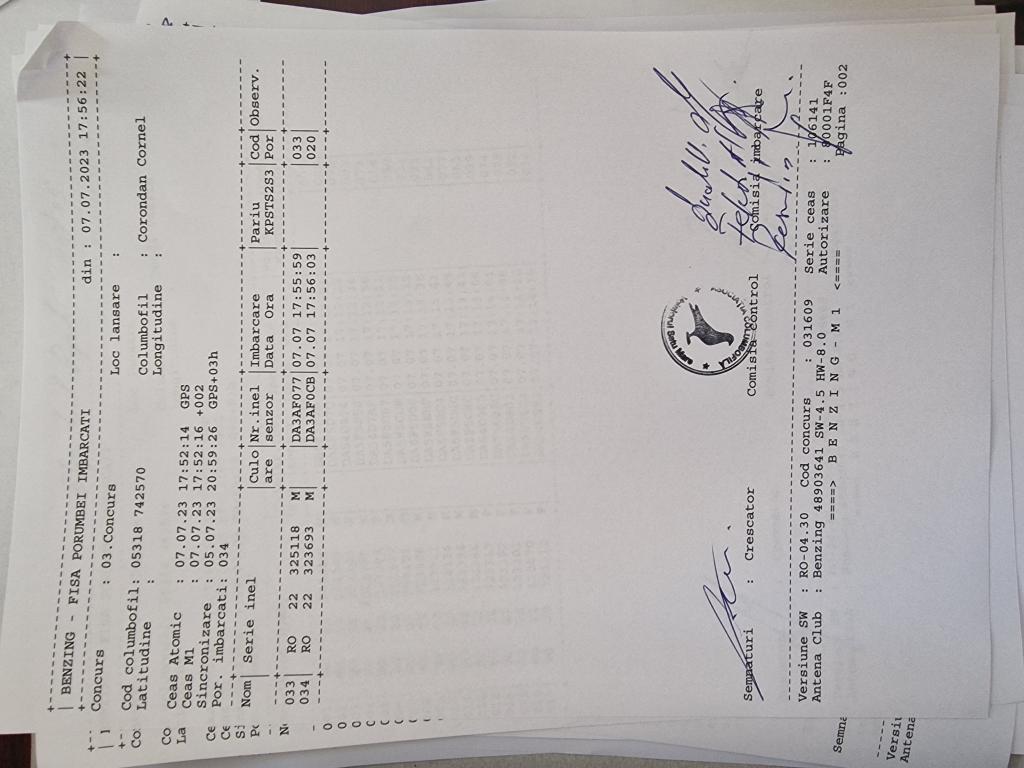 +------------------------------------------------------------------------------+
| BENZING - FISA PORUMBEI IMBARCATI din : 07.07.2023 17:56:22 |
+------------------------------------------------------------------------------+
Concurs : 03.Concurs Loc lansare :
Cod columbofil: 05318 742570 Columbofil : Corondan Cornel
Latitudine : Longitudine :
Ceas Atomic : 07.07.23 17:52:14 GPS
Ceas M1 : 07.07.23 17:52:16 +002
Sincronizare : 05.07.23 20:59:26 GPS+03h
Por. imbarcati: 034
Nom| Serie inel |Culo|Nr.inel |Imbarcare |Pariu |Cod |Observ.
are |senzor |Data Ora | KPSTS2S3 |Por |
033| RO 22 325118 M |DA3AF077|07.07 17:55:59| |033 |
034| RO 22 323693 M |DA3AF0CB|07.07 17:56:03| |020 |
Semnaturi : Crescator Comisia control Comisia imbarcare
Versiune SW : RO-04.30 Cod concurs : 031609 Serie ceas : 106141
Antena Club : Benzing 48903641 SW-4.5 HW-8.0 Autorizare : 80001F4F
====> B E N Z I N G - M 1 <==== Pagina :002
Semna
Versiu
Antena